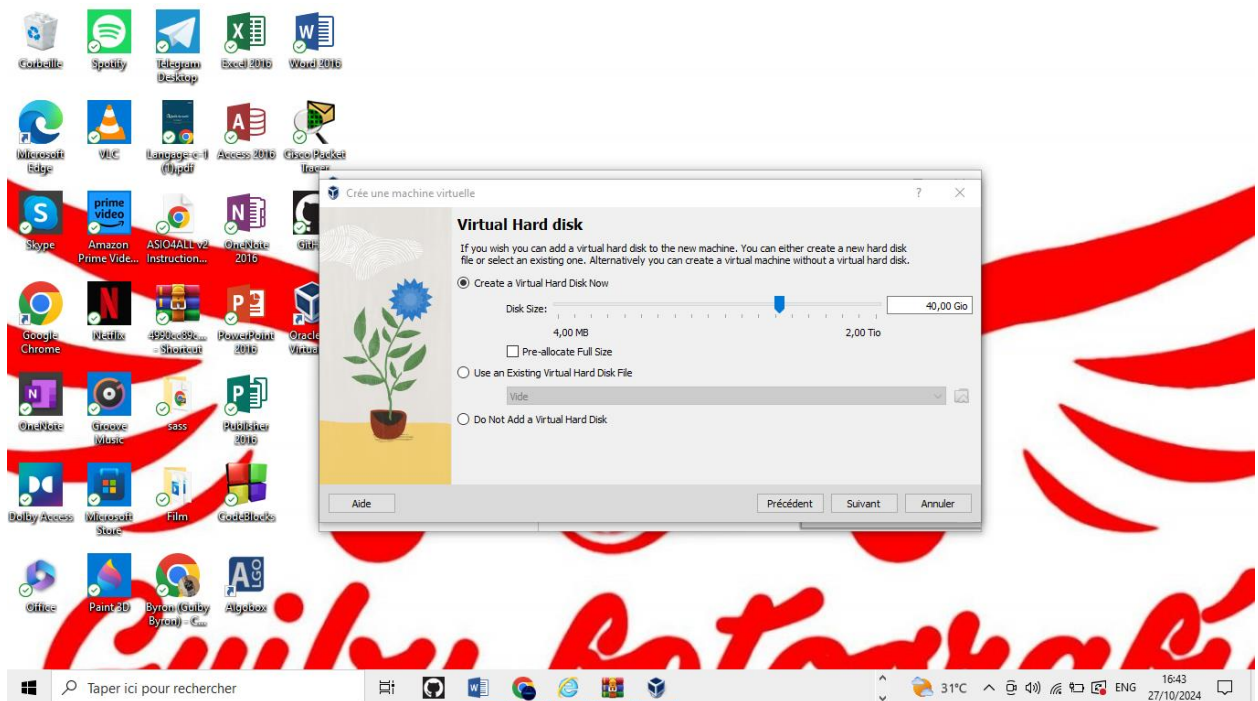 Corbeille
Spotify
Telegram
Desktop
Excel 2016
Word 2016
Microsoft
Edge
VLC
Langage-c-1
(1).pdf
Access 2016
Cisco Packet
Tracer
Skype
prime
video
Amazon
Prime Vide...
ASIO4ALL v2
Instruction...
OneNote
2016
GitH
Google
Chrome
Netflix
- Shortcut
PowerPoint
2016
Oracle
Virtua
OneNote
Groove
Music
sass
Publisher
2016
Dolby Access
Microsoft
Store
Film
CodeBlocks
Office
Paint 3D
Byron (Guiby
Byron) - C...
A LGO
Algobox
Crée une machine virtuelle
Virtual Hard disk
If you wish you can add a virtual hard disk to the new machine. You can either create a new hard disk
file or select an existing one. Alternatively you can create a virtual machine without a virtual hard disk.
Create a Virtual Hard Disk Now
Disk Size:
40,00 Gio
4,00 MB
2,00 Tio
Pre-allocate Full Size
Use an Existing Virtual Hard Disk File
Vide
Do Not Add a Virtual Hard Disk
Aide
Précédent
Suivant
Annuler
Taper ici pour rechercher
31°C
ENG
16:43
27/10/2024